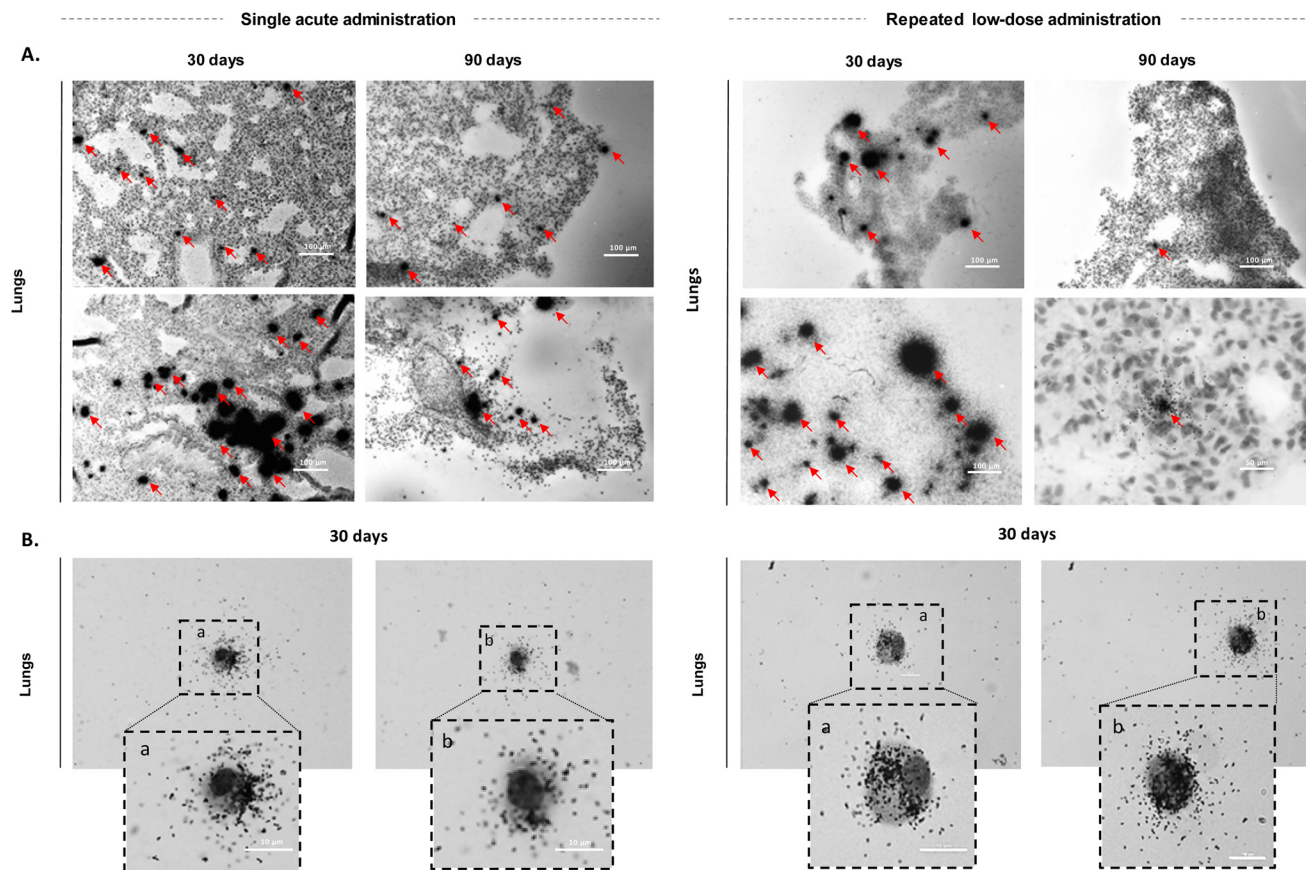 Single acute administration
Repeated low-dose administration
A.
30 days
90 days
30 days
90 days
Lungs
100 µm
100 µm
Lungs
100 µm
100 µm
100 µm
100 µm
100 µm
50 µm
B.
30 days
30 days
Lungs
a
b
Lungs
a
b
a
10 µm
b
10 µm
a
b